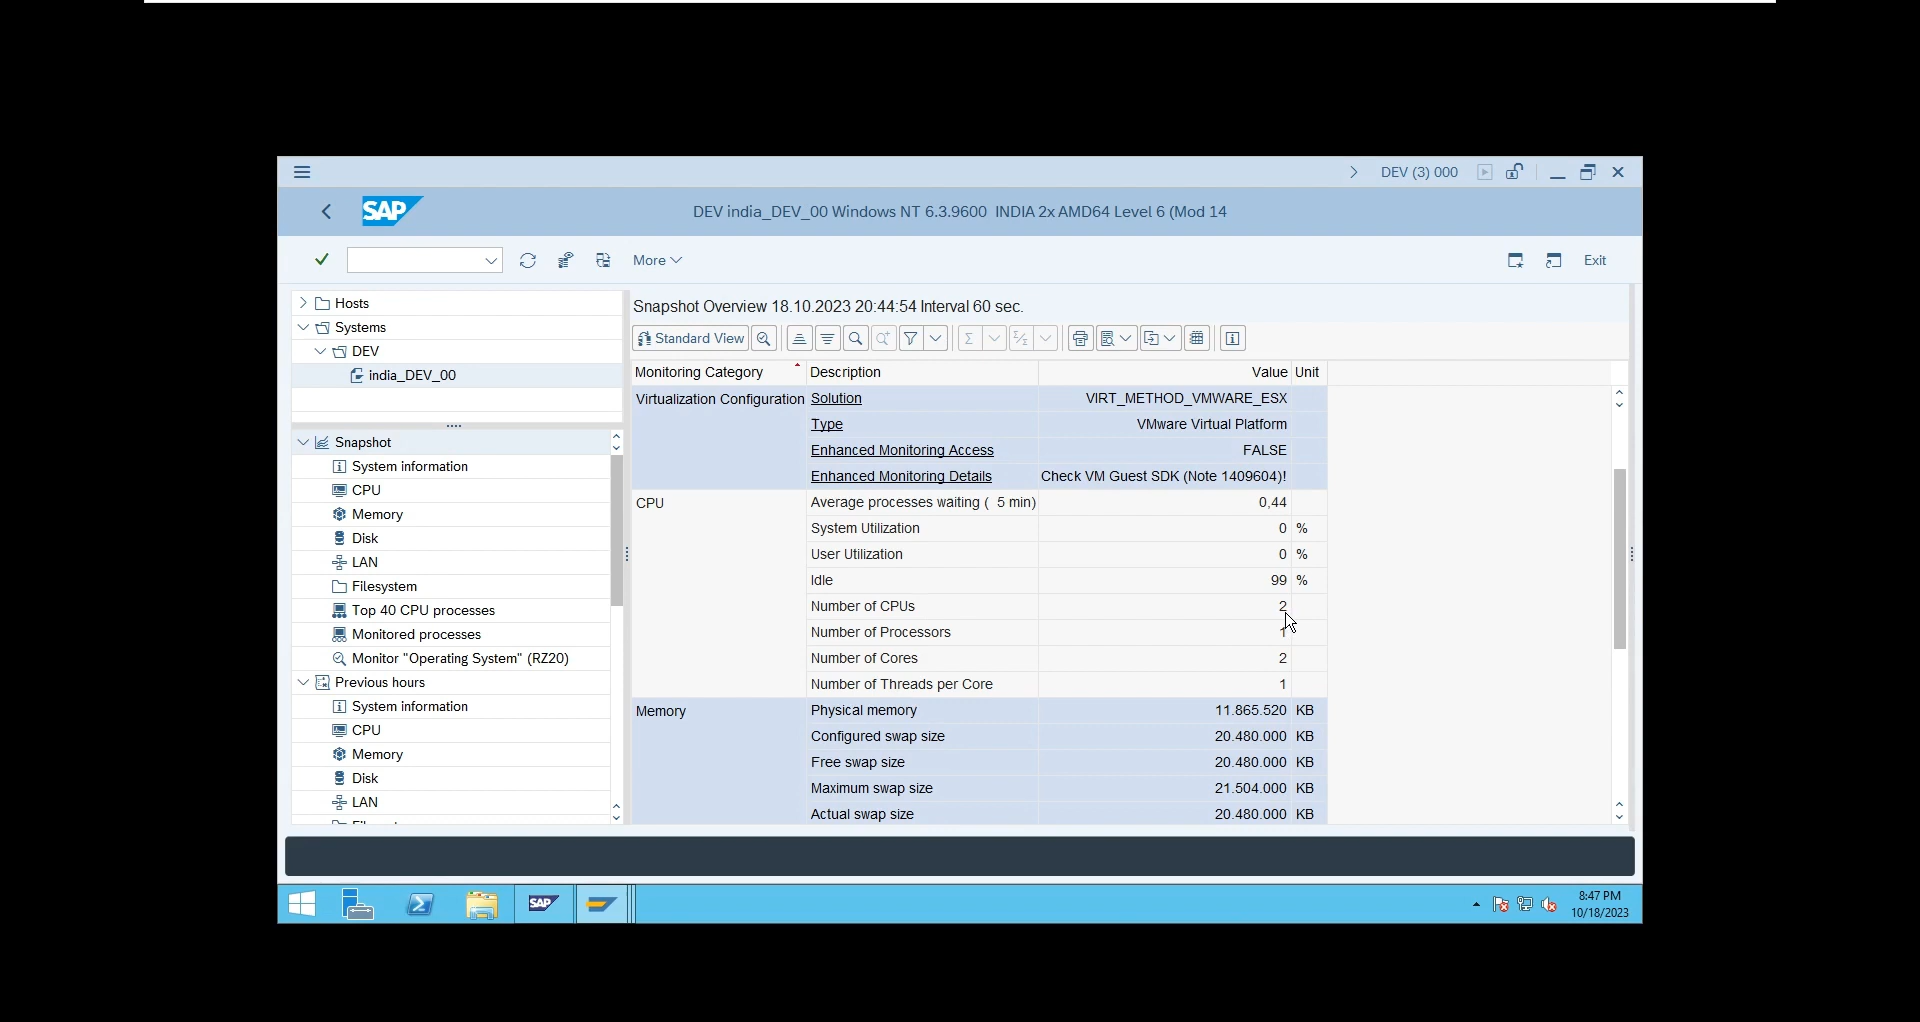 DEV (3) 000
SAP
DEV india_DEV_00 Windows NT 6.3.9600 INDIA 2x AMD64 Level 6 (Mod 14
More
Exit
Hosts
Systems
DEV
india_DEV_00
Snapshot
System information
CPU
Memory
Disk
LAN
Filesystem
Top 40 CPU processes
Monitored processes
Monitor "Operating System" (RZ20)
Previous hours
System information
CPU
Memory
Disk
LAN
Snapshot Overview 18.10.2023 20:44:54 Interval 60 sec.
Standard View
Monitoring Category Description Value Unit
Virtualization Configuration Solution VIRT_METHOD_VMWARE_ESX
Type VMware Virtual Platform
Enhanced Monitoring Access FALSE
Enhanced Monitoring Details Check VM Guest SDK (Note 1409604)!
CPU Average processes waiting ( 5 min) 0,44
System Utilization 0 %
User Utilization 0 %
Idle 99 %
Number of CPUs 2
Number of Processors 1
Number of Cores 2
Number of Threads per Core 1
Memory Physical memory 11.865.520 KB
Configured swap size 20.480.000 KB
Free swap size 20.480.000 KB
Maximum swap size 21.504.000 KB
Actual swap size 20.480.000 KB
SAP
8:47 PM
10/18/2023